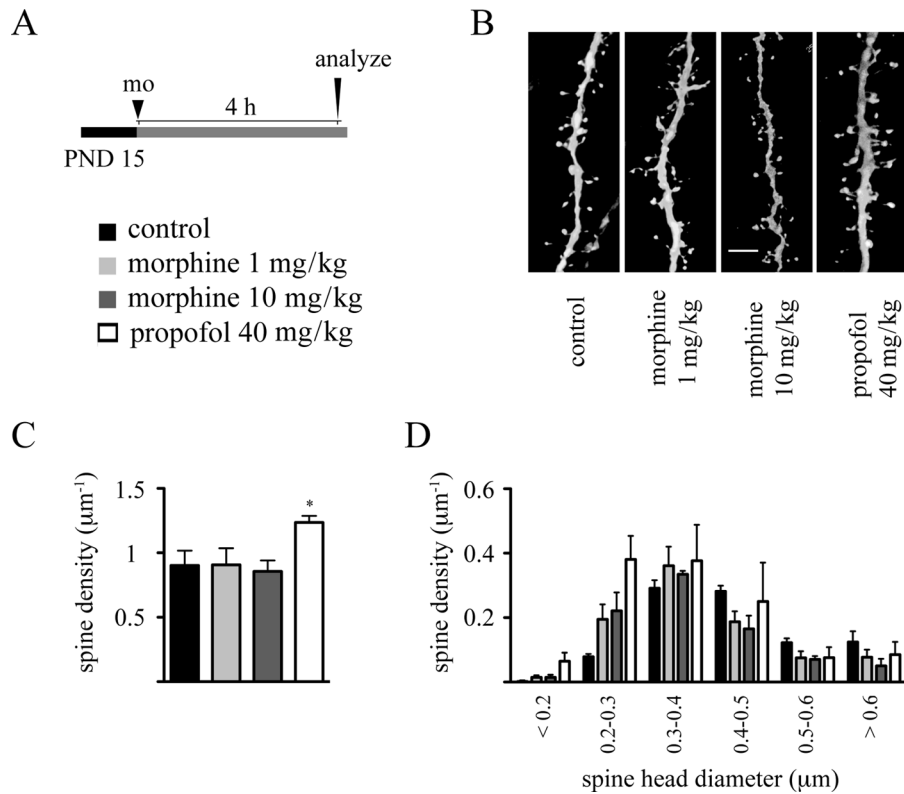 A
mo
analyze
4 h
PND 15
control
morphine 1 mg/kg
morphine 10 mg/kg
propofol 40 mg/kg
B
control
morphine
1 mg/kg
morphine
10 mg/kg
propofol
40 mg/kg
C
spine density (μm⁻¹)
1.5
1
0.5
*
D
spine density (μm⁻¹)
0.6
0.4
0.2
< 0.2
0.2-0.3
0.3-0.4
0.4-0.5
0.5-0.6
> 0.6
spine head diameter (μm)